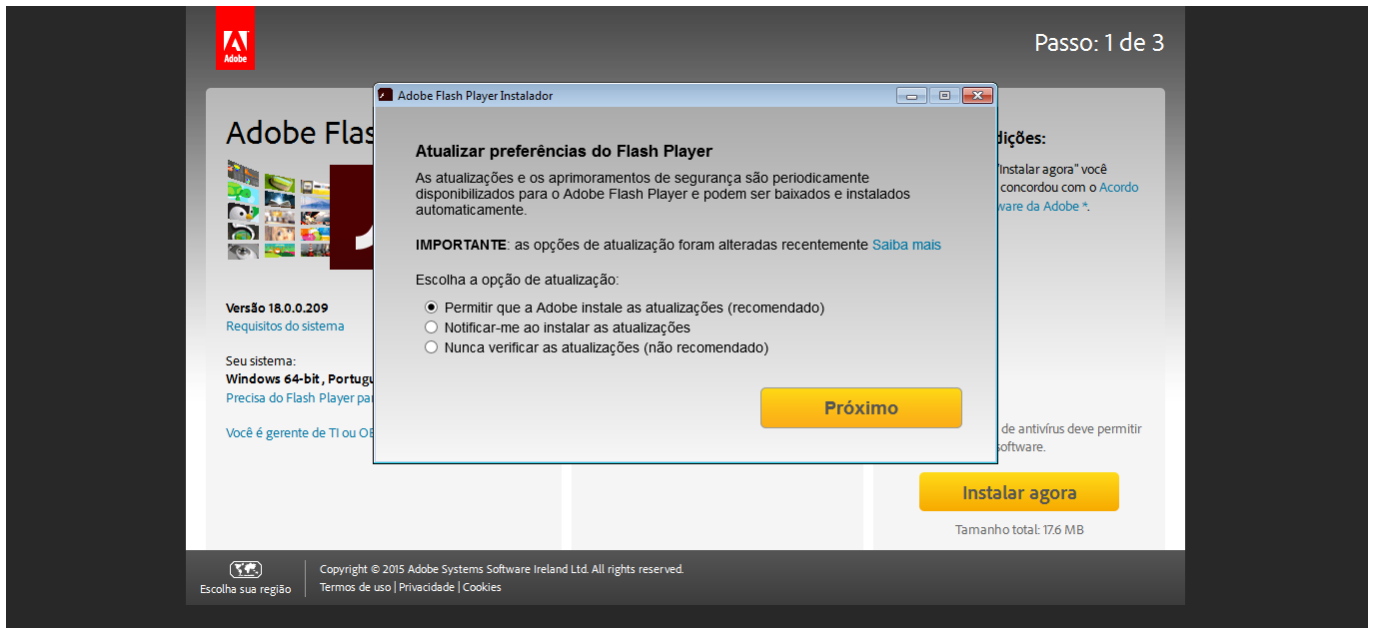 Adobe
Passo: 1 de 3
Adobe Flash Player Instalador
Adobe Flas
Atualizar preferências do Flash Player
As atualizações e os aprimoramentos de segurança são periodicamente
disponibilizados para o Adobe Flash Player e podem ser baixados e instalados
automaticamente.
IMPORTANTE: as opções de atualização foram alteradas recentemente Saiba mais
Escolha a opção de atualização:
Permitir que a Adobe instale as atualizações (recomendado)
Notificar-me ao instalar as atualizações
Nunca verificar as atualizações (não recomendado)
Próximo
Versão 18.0.0.209
Requisitos do sistema
Seu sistema:
Windows 64-bit, Portugu
Precisa do Flash Player par
Você é gerente de TI ou OE
dições:
"Instalar agora" você
concordou com o Acordo
ware da Adobe *.
de antivírus deve permitir
software.
Instalar agora
Tamanho total: 17.6 MB
Escolha sua região
Copyright © 2015 Adobe Systems Software Ireland Ltd. All rights reserved.
Termos de uso | Privacidade | Cookies